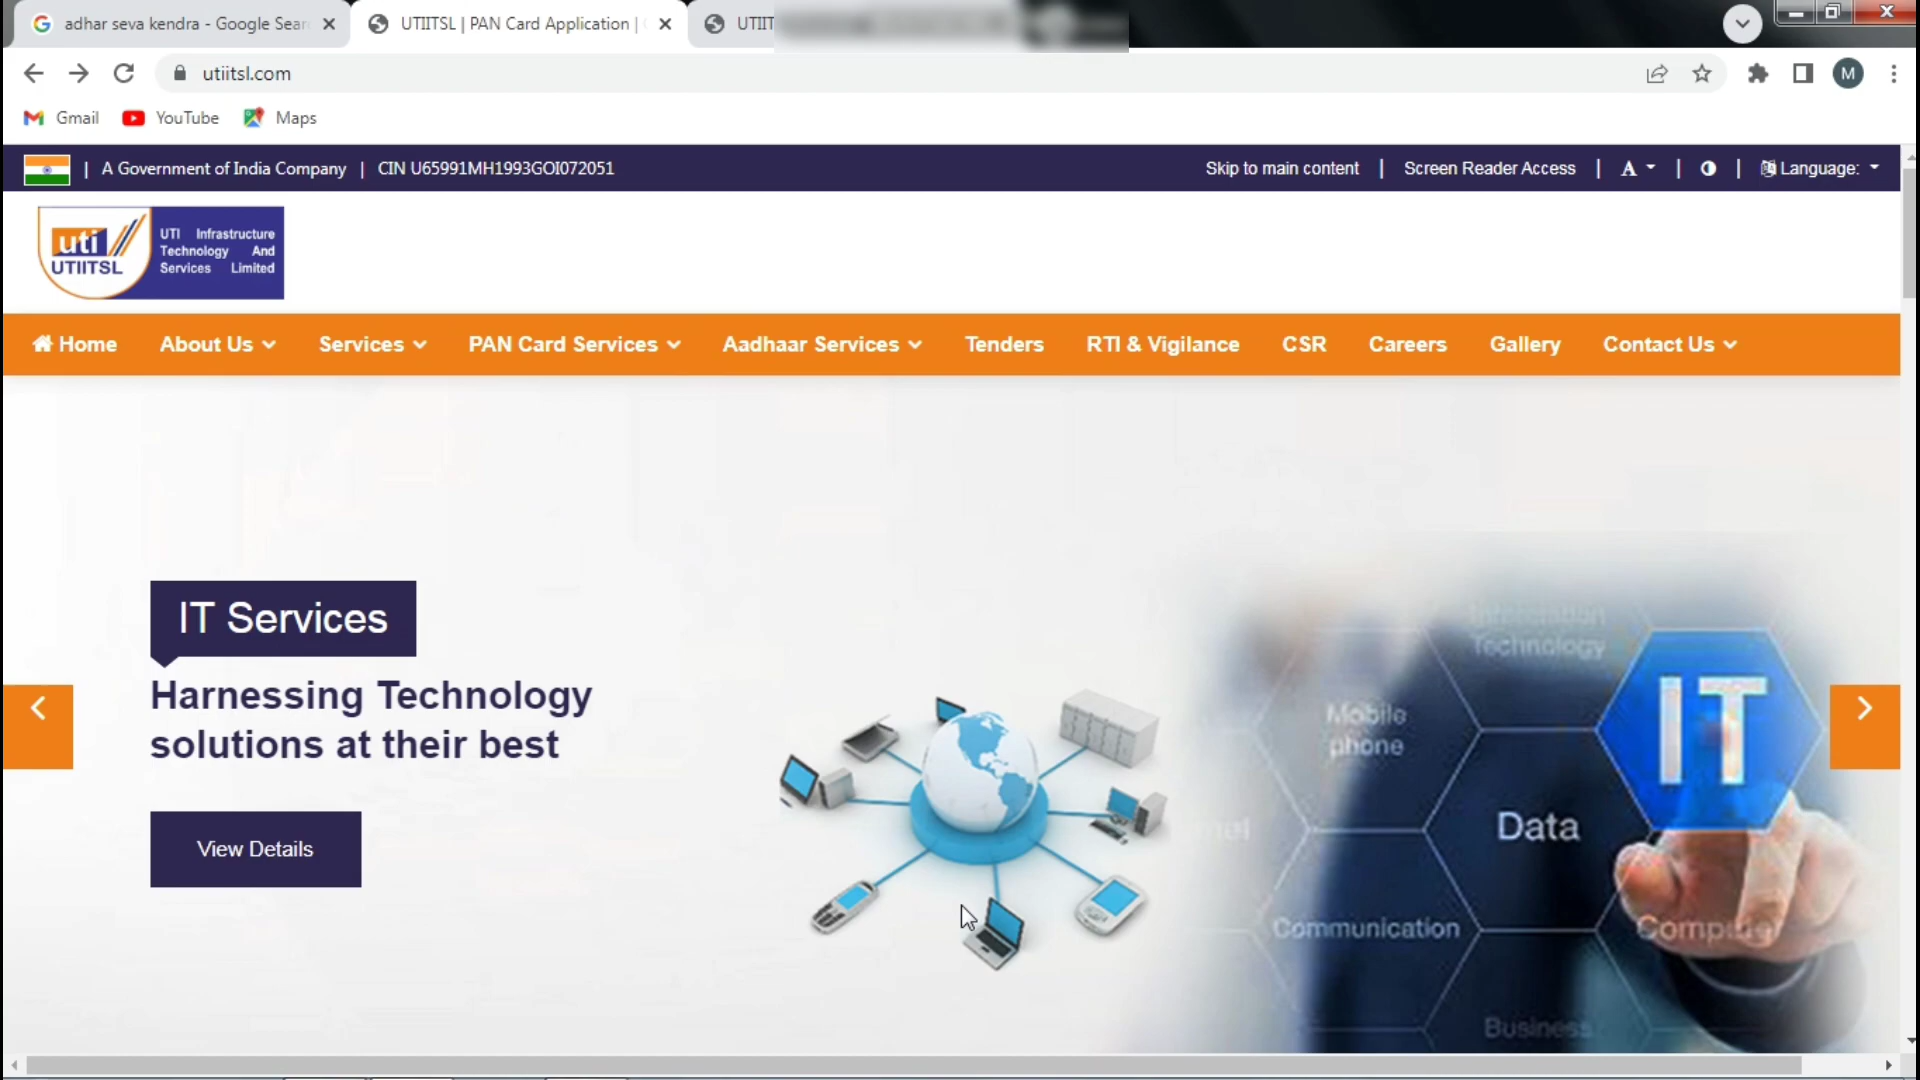 adhar seva kendra - Google Sear
UTIITSL | PAN Card Application |
UTIIT
utiitsl.com
M
Gmail
YouTube
Maps
| A Government of India Company | CIN U65991MH1993GOI072051
Skip to main content | Screen Reader Access | A | | Language:
uti
UTIITSL
UTI Infrastructure
Technology And
Services Limited
Home
About Us
Services
PAN Card Services
Aadhaar Services
Tenders
RTI & Vigilance
CSR
Careers
Gallery
Contact Us
IT Services
Harnessing Technology
solutions at their best
View Details
Information
Technology
IT
Mobile
phone
Data
Communication
Computer
Business